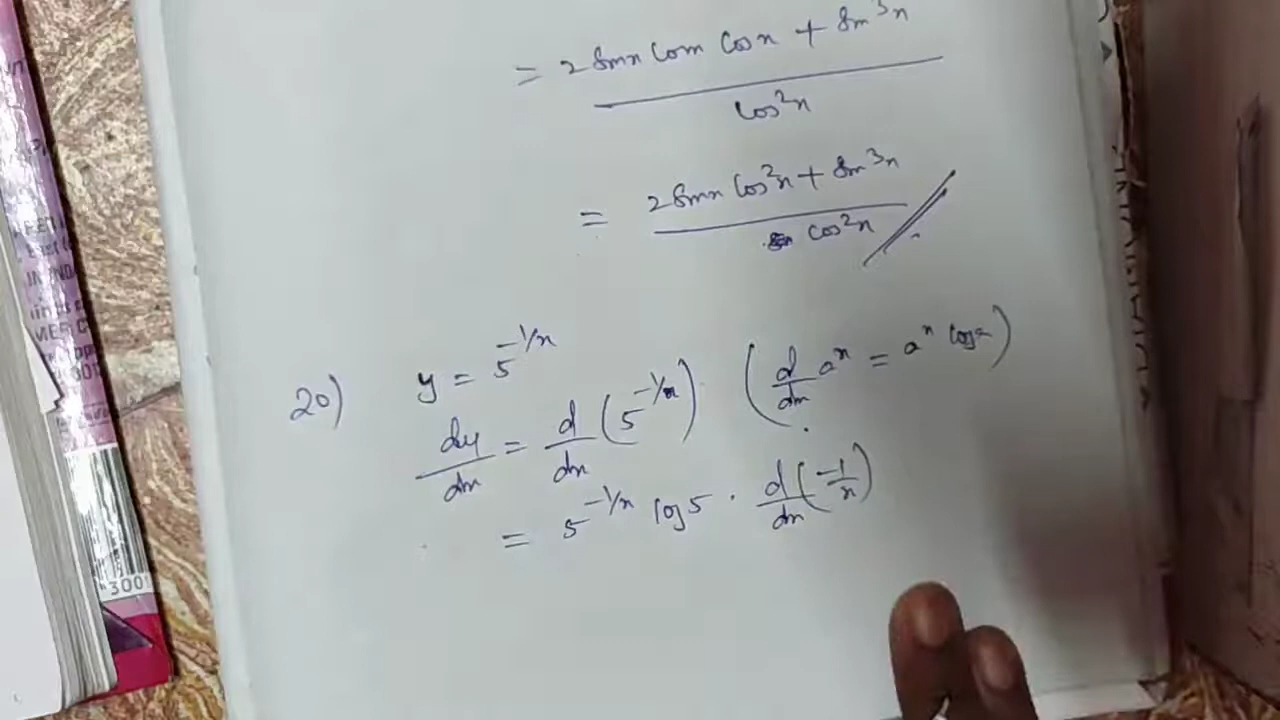 = 2 sinx cosx cosx + sin³x / cos²x
= 2 sinx cos²x + sin³x / cos²x
20) y = 5^(-1/x)
dy/dx = d/dx (5^(-1/x)) (d/dx a^x = a^x log a)
= 5^(-1/x) log 5 · d/dx (-1/x)
300